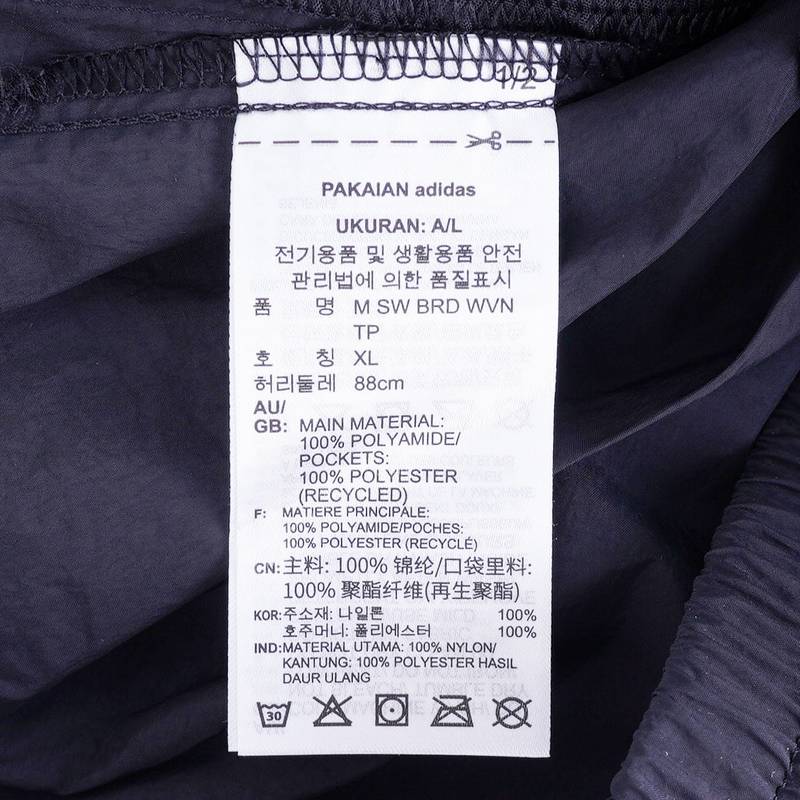 1/2
PAKAIAN adidas
UKURAN: A/L
전기용품 및 생활용품 안전
관리법에 의한 품질표시
품 명 M SW BRD WVN
TP
호 칭 XL
허리둘레 88cm
AU/
GB: MAIN MATERIAL:
100% POLYAMIDE/
POCKETS:
100% POLYESTER
(RECYCLED)
F: MATIERE PRINCIPALE:
100% POLYAMIDE/POCHES:
100% POLYESTER (RECYCLÉ)
CN: 主料: 100% 锦纶/口袋里料:
100% 聚酯纤维(再生聚酯)
KOR: 주소재: 나일론 100%
호주머니: 폴리에스터 100%
IND: MATERIAL UTAMA: 100% NYLON/
KANTUNG: 100% POLYESTER HASIL
DAUR ULANG
30